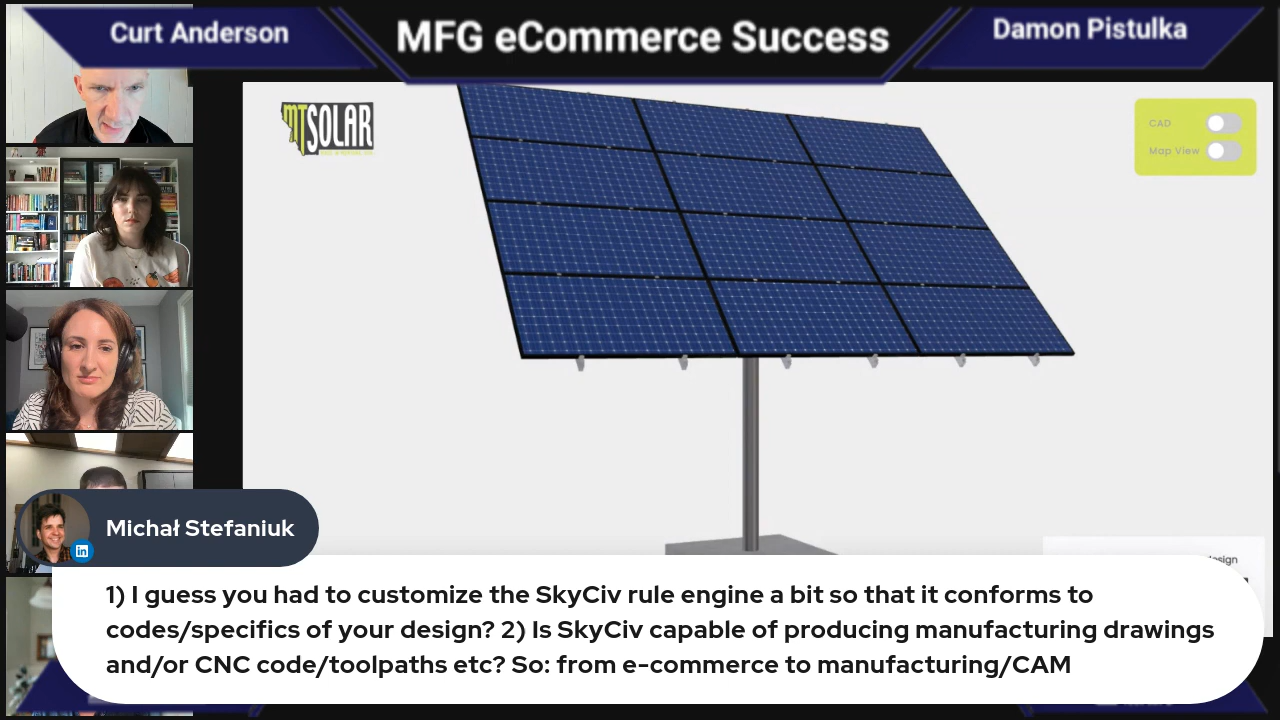 Curt Anderson
MFG eCommerce Success
Damon Pistulka
MTSOLAR
CAD
Map View
Michał Stefaniuk
in
1) I guess you had to customize the SkyCiv rule engine a bit so that it conforms to
codes/specifics of your design? 2) Is SkyCiv capable of producing manufacturing drawings
and/or CNC code/toolpaths etc? So: from e-commerce to manufacturing/CAM